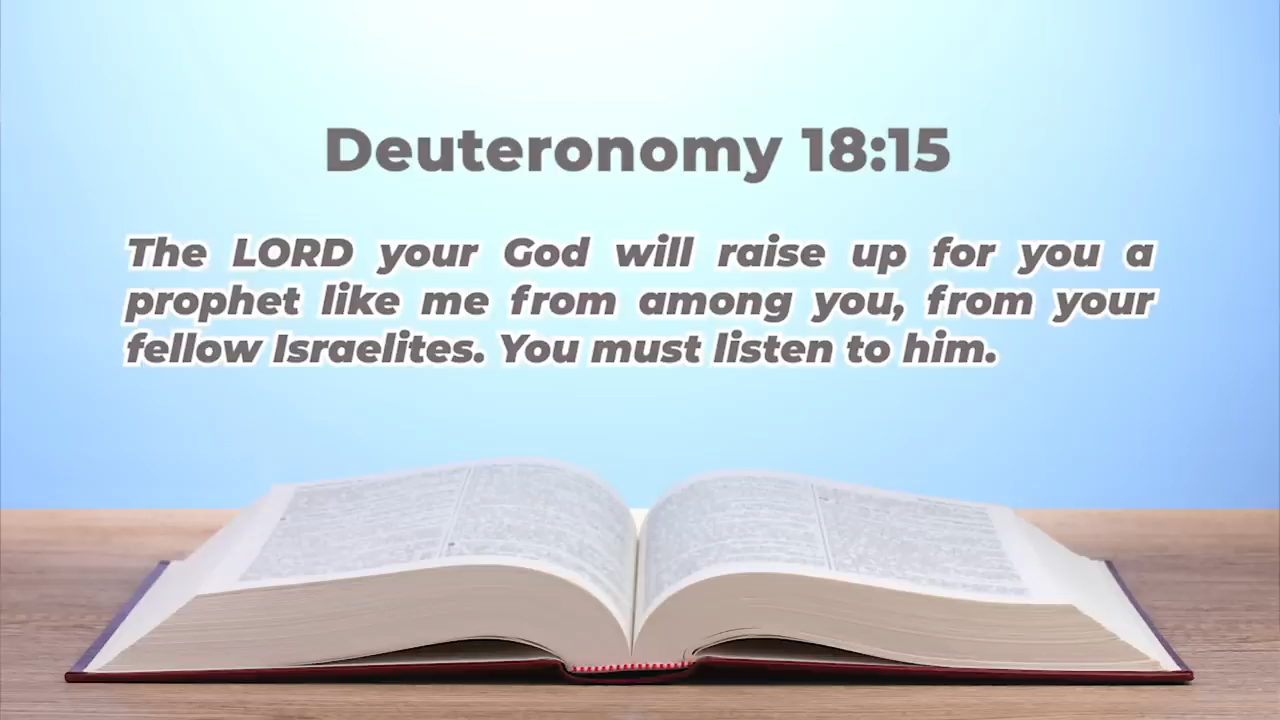 Deuteronomy 18:15
The LORD your God will raise up for you a
prophet like me from among you, from your
fellow Israelites. You must listen to him.